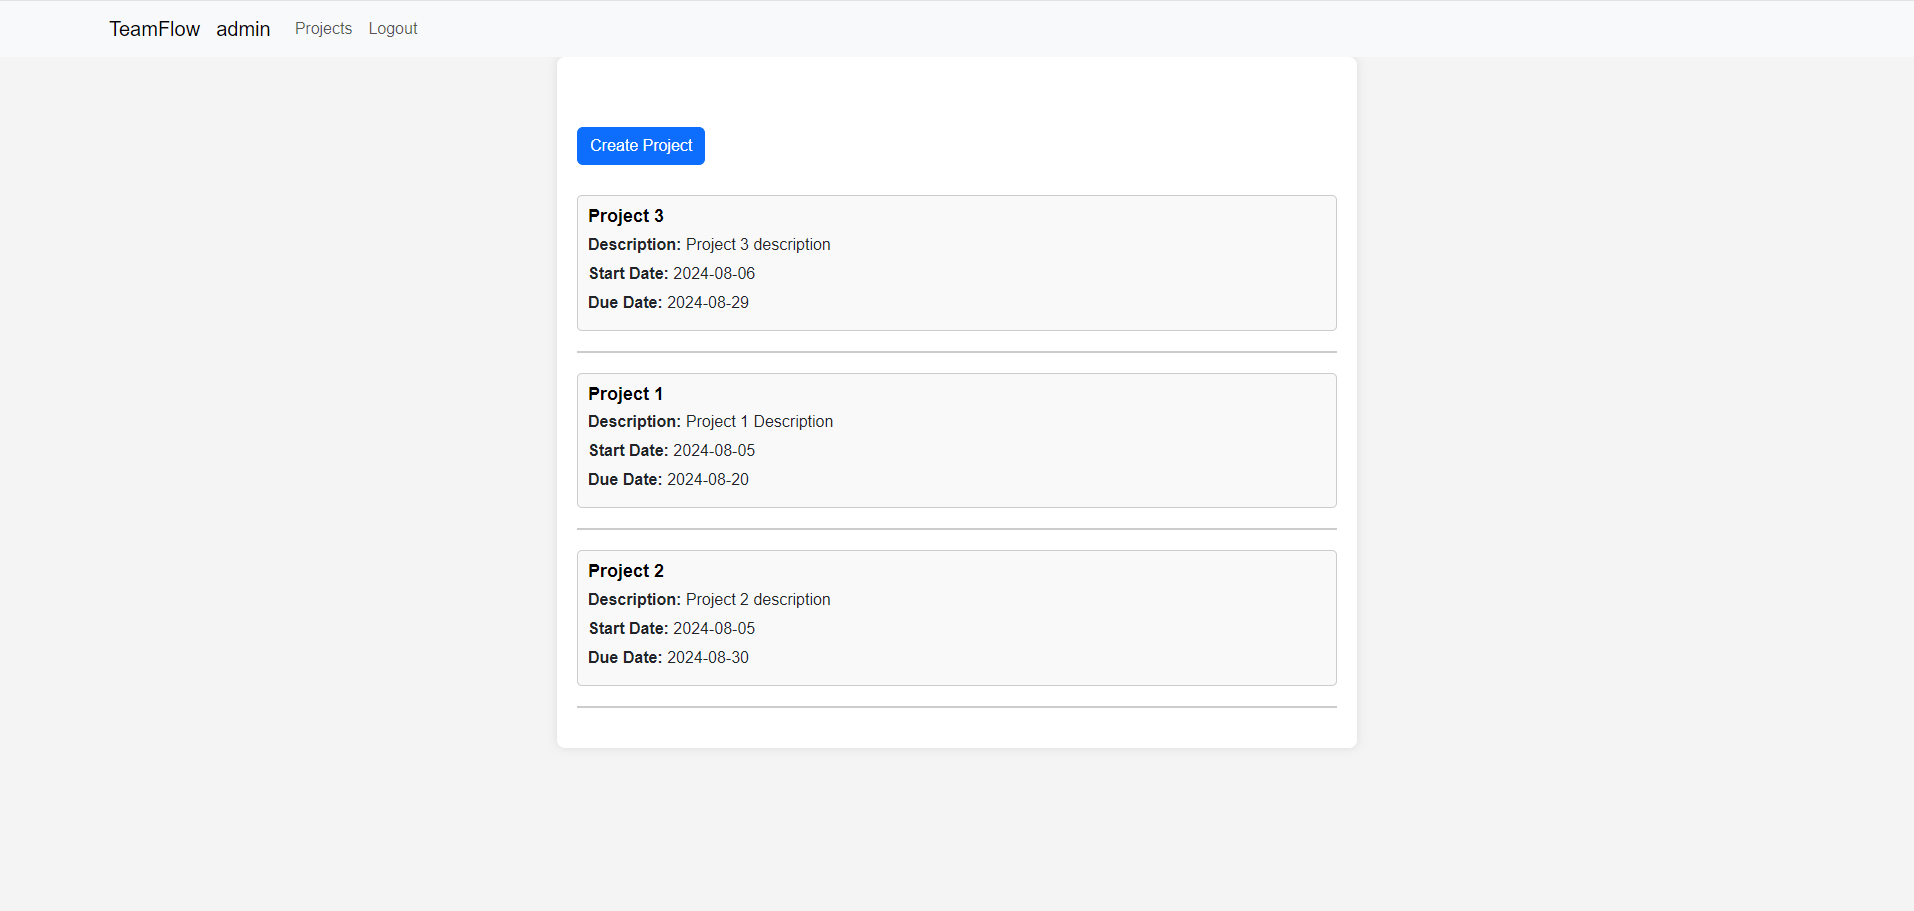 TeamFlow admin Projects Logout
Create Project
Project 3
Description: Project 3 description
Start Date: 2024-08-06
Due Date: 2024-08-29
Project 1
Description: Project 1 Description
Start Date: 2024-08-05
Due Date: 2024-08-20
Project 2
Description: Project 2 description
Start Date: 2024-08-05
Due Date: 2024-08-30